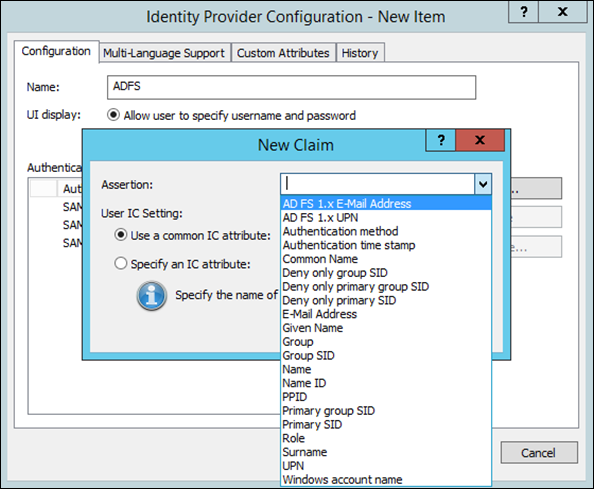 Identity Provider Configuration - New Item
? x
Configuration Multi-Language Support Custom Attributes History
Name: ADFS
UI display: Allow user to specify username and password
New Claim
? x
Authentica
Assertion:
...
Aut
SAM
SAM
SAM
e...
User IC Setting:
Use a common IC attribute:
Specify an IC attribute:
Specify the name of
AD FS 1.x E-Mail Address
AD FS 1.x UPN
Authentication method
Authentication time stamp
Common Name
Deny only group SID
Deny only primary group SID
Deny only primary SID
E-Mail Address
Given Name
Group
Group SID
Name
Name ID
PPID
Primary group SID
Primary SID
Role
Surname
UPN
Windows account name
Cancel